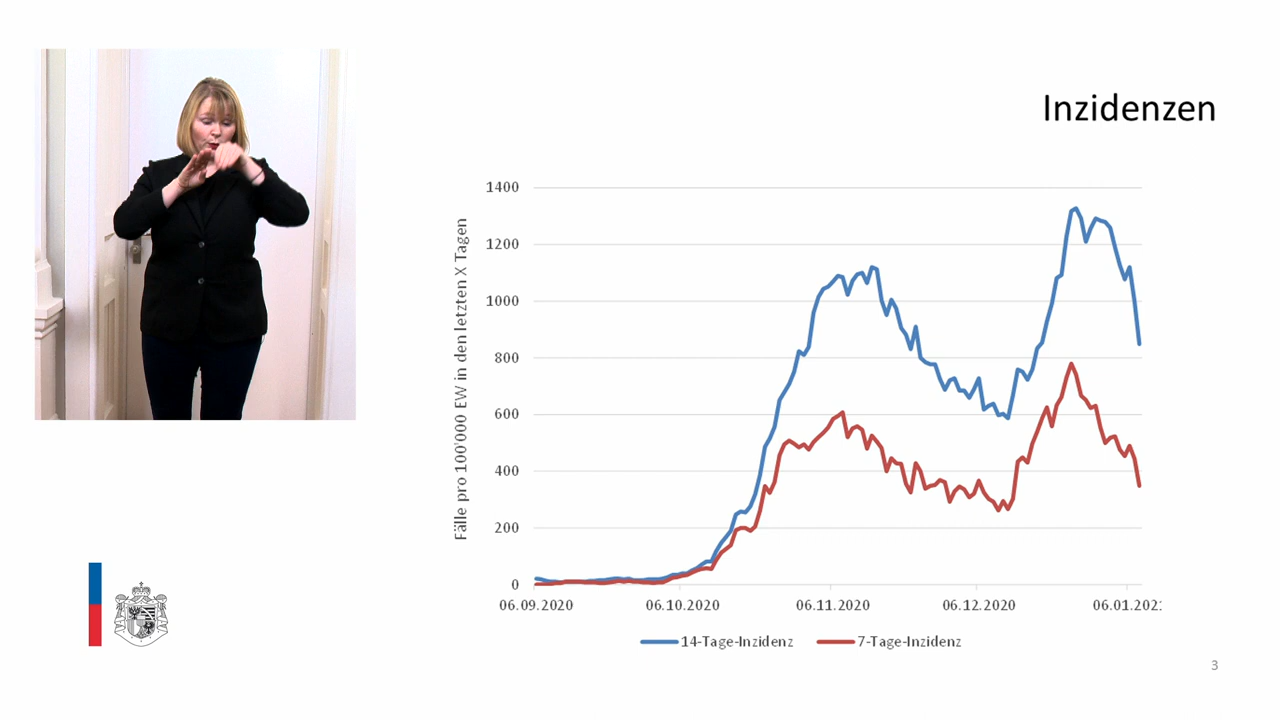 Inzidenzen
Fälle pro 100'000 EW in den letzten X Tagen
1400
1200
1000
800
600
400
200
0
06.09.2020 06.10.2020 06.11.2020 06.12.2020 06.01.202
14-Tage-Inzidenz 7-Tage-Inzidenz
3